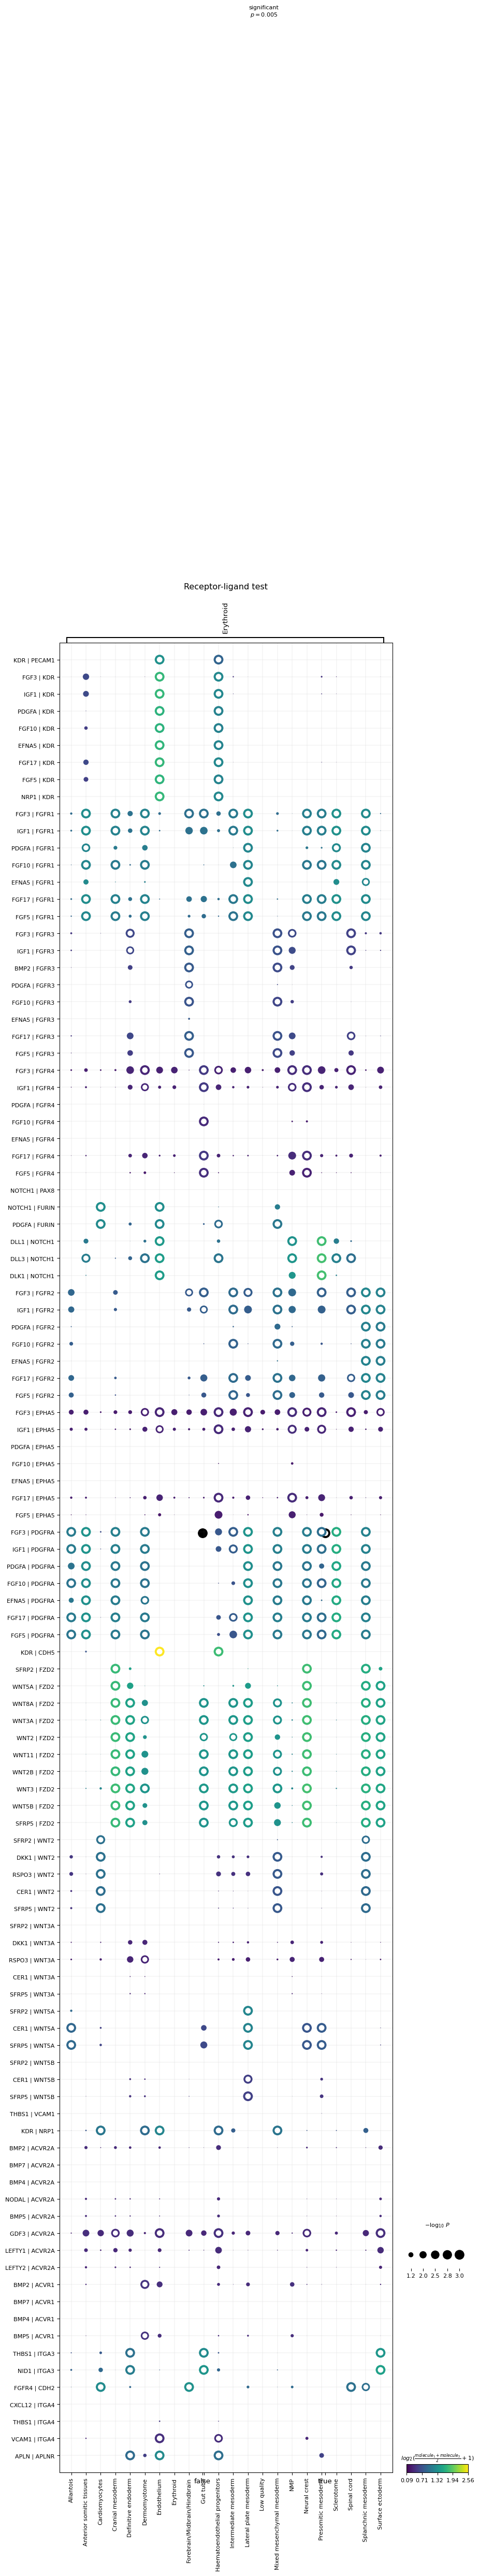 significant
p = 0.005
Receptor-ligand test
Erythroid
KDR | PECAM1
FGF3 | KDR
IGF1 | KDR
PDGFA | KDR
FGF10 | KDR
EFNA5 | KDR
FGF17 | KDR
FGF5 | KDR
NRP1 | KDR
FGF3 | FGFR1
IGF1 | FGFR1
PDGFA | FGFR1
FGF10 | FGFR1
EFNA5 | FGFR1
FGF17 | FGFR1
FGF5 | FGFR1
FGF3 | FGFR3
IGF1 | FGFR3
BMP2 | FGFR3
PDGFA | FGFR3
FGF10 | FGFR3
EFNA5 | FGFR3
FGF17 | FGFR3
FGF5 | FGFR3
FGF3 | FGFR4
IGF1 | FGFR4
PDGFA | FGFR4
FGF10 | FGFR4
EFNA5 | FGFR4
FGF17 | FGFR4
FGF5 | FGFR4
NOTCH1 | PAX8
NOTCH1 | FURIN
PDGFA | FURIN
DLL1 | NOTCH1
DLL3 | NOTCH1
DLK1 | NOTCH1
FGF3 | FGFR2
IGF1 | FGFR2
PDGFA | FGFR2
FGF10 | FGFR2
EFNA5 | FGFR2
FGF17 | FGFR2
FGF5 | FGFR2
FGF3 | EPHA5
IGF1 | EPHA5
PDGFA | EPHA5
FGF10 | EPHA5
EFNA5 | EPHA5
FGF17 | EPHA5
FGF5 | EPHA5
FGF3 | PDGFRA
IGF1 | PDGFRA
PDGFA | PDGFRA
FGF10 | PDGFRA
EFNA5 | PDGFRA
FGF17 | PDGFRA
FGF5 | PDGFRA
KDR | CDH5
SFRP2 | FZD2
WNT5A | FZD2
WNT8A | FZD2
WNT3A | FZD2
WNT2 | FZD2
WNT11 | FZD2
WNT2B | FZD2
WNT3 | FZD2
WNT5B | FZD2
SFRP5 | FZD2
SFRP2 | WNT2
DKK1 | WNT2
RSPO3 | WNT2
CER1 | WNT2
SFRP5 | WNT2
SFRP2 | WNT3A
DKK1 | WNT3A
RSPO3 | WNT3A
CER1 | WNT3A
SFRP5 | WNT3A
SFRP2 | WNT5A
CER1 | WNT5A
SFRP5 | WNT5A
SFRP2 | WNT5B
CER1 | WNT5B
SFRP5 | WNT5B
THBS1 | VCAM1
KDR | NRP1
BMP2 | ACVR2A
BMP7 | ACVR2A
BMP4 | ACVR2A
NODAL | ACVR2A
BMP5 | ACVR2A
GDF3 | ACVR2A
LEFTY1 | ACVR2A
LEFTY2 | ACVR2A
BMP2 | ACVR1
BMP7 | ACVR1
BMP4 | ACVR1
BMP5 | ACVR1
THBS1 | ITGA3
NID1 | ITGA3
FGFR4 | CDH2
CXCL12 | ITGA4
THBS1 | ITGA4
VCAM1 | ITGA4
APLN | APLNR
false
true
Allantois
Anterior somitic tissues
Cardiomyocytes
Cranial mesoderm
Definitive endoderm
Dermomyotome
Endothelium
Erythroid
Forebrain/Midbrain/Hindbrain
Gut tube
Haematoendothelial progenitors
Intermediate mesoderm
Lateral plate mesoderm
Low quality
Mixed mesenchymal mesoderm
NMP
Neural crest
Presomitic mesoderm
Sclerotome
Spinal cord
Splanchnic mesoderm
Surface ectoderm
−log10 P
1.2 2.0 2.5 2.8 3.0
log2((molecule1 + molecule2)/2 + 1)
0.09 0.71 1.32 1.94 2.56